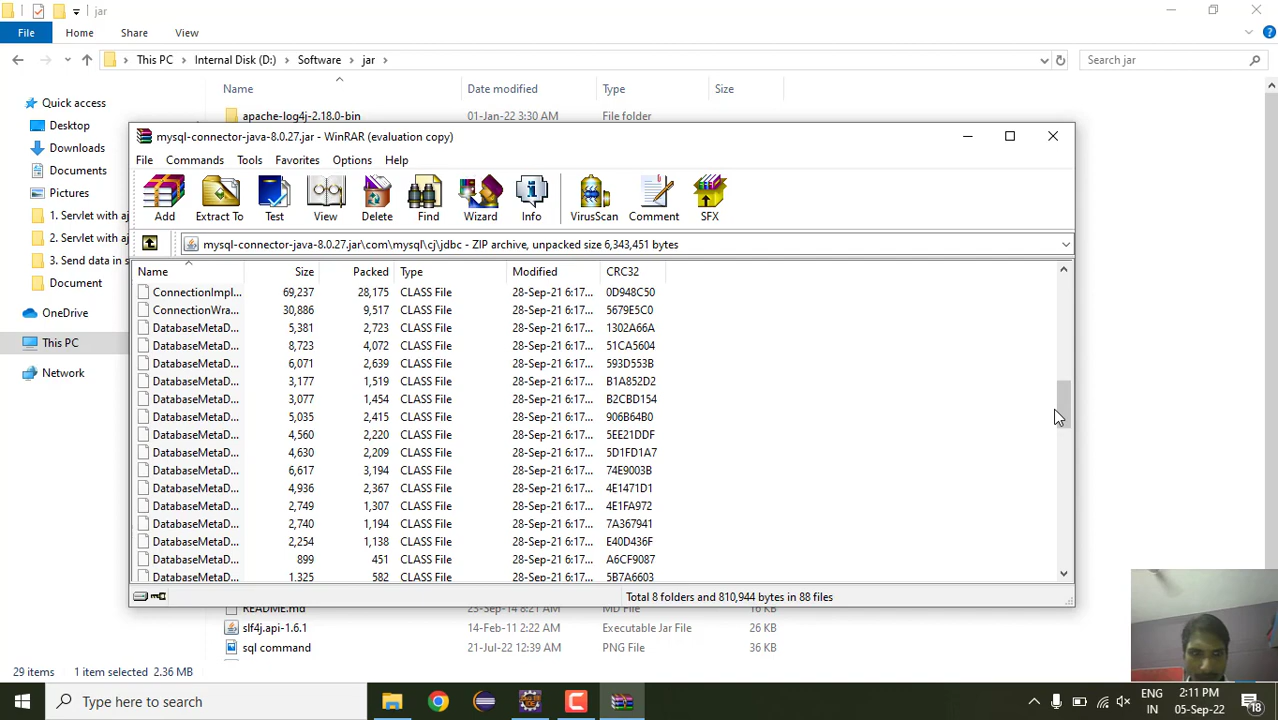 jar
File Home Share View
This PC Internal Disk (D:) Software jar Search jar
Name Date modified Type Size
Quick access
Desktop
Downloads
Documents
Pictures
1. Servlet with aj
2. Servlet with aj
3. Send data in s
Document
OneDrive
This PC
Network
apache-log4j-2.18.0-bin 01-Jan-22 3:30 AM File folder
mysql-connector-java-8.0.27.jar - WinRAR (evaluation copy)
File Commands Tools Favorites Options Help
Add Extract To Test View Delete Find Wizard Info VirusScan Comment SFX
mysql-connector-java-8.0.27.jar\com\mysql\cj\jdbc - ZIP archive, unpacked size 6,343,451 bytes
Name Size Packed Type Modified CRC32
ConnectionImpl... 69,237 28,175 CLASS File 28-Sep-21 6:17... 0D948C50
ConnectionWra... 30,886 9,517 CLASS File 28-Sep-21 6:17... 5679E5C0
DatabaseMetaD... 5,381 2,723 CLASS File 28-Sep-21 6:17... 1302A66A
DatabaseMetaD... 8,723 4,072 CLASS File 28-Sep-21 6:17... 51CA5604
DatabaseMetaD... 6,071 2,639 CLASS File 28-Sep-21 6:17... 593D553B
DatabaseMetaD... 3,177 1,519 CLASS File 28-Sep-21 6:17... B1A852D2
DatabaseMetaD... 3,077 1,454 CLASS File 28-Sep-21 6:17... B2CBD154
DatabaseMetaD... 5,035 2,415 CLASS File 28-Sep-21 6:17... 906B64B0
DatabaseMetaD... 4,560 2,220 CLASS File 28-Sep-21 6:17... 5EE21DDF
DatabaseMetaD... 4,630 2,209 CLASS File 28-Sep-21 6:17... 5D1FD1A7
DatabaseMetaD... 6,617 3,194 CLASS File 28-Sep-21 6:17... 74E9003B
DatabaseMetaD... 4,936 2,367 CLASS File 28-Sep-21 6:17... 4E1471D1
DatabaseMetaD... 2,749 1,307 CLASS File 28-Sep-21 6:17... 4E1FA972
DatabaseMetaD... 2,740 1,194 CLASS File 28-Sep-21 6:17... 7A367941
DatabaseMetaD... 2,254 1,138 CLASS File 28-Sep-21 6:17... E40D436F
DatabaseMetaD... 899 451 CLASS File 28-Sep-21 6:17... A6CF9087
DatabaseMetaD... 1,325 582 CLASS File 28-Sep-21 6:17... 5B7A6603
Total 8 folders and 810,944 bytes in 88 files
README.md 23-Sep-14 8:21 AM MD File 16 KB
slf4j.api-1.6.1 14-Feb-11 2:22 AM Executable Jar File 26 KB
sql command 21-Jul-22 12:39 AM PNG File 36 KB
29 items 1 item selected 2.36 MB
Type here to search
ENG
IN
2:11 PM
05-Sep-22
18